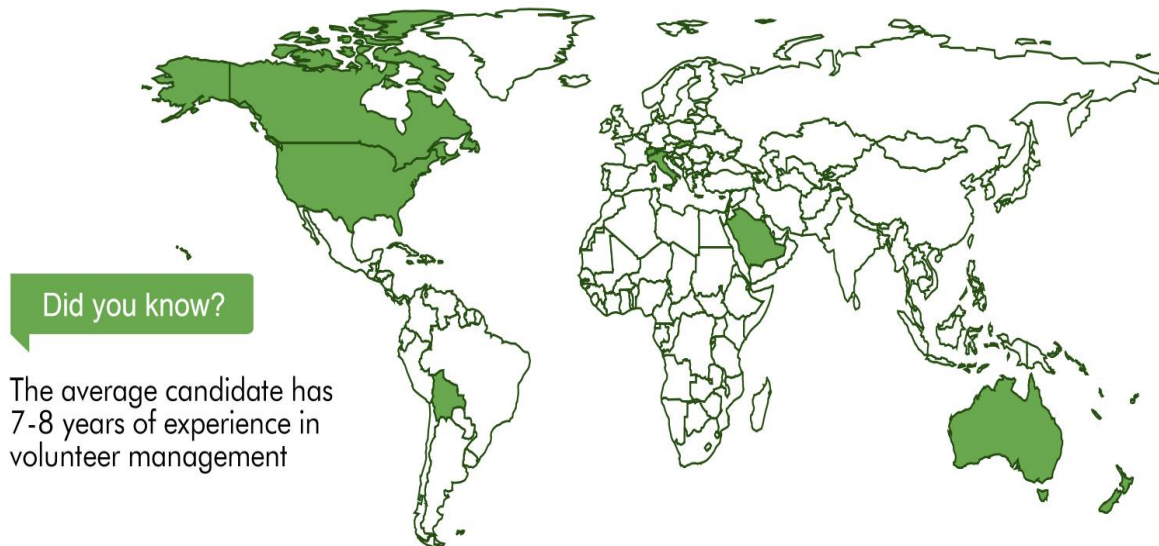 Did you know?
The average candidate has
7-8 years of experience in
volunteer management